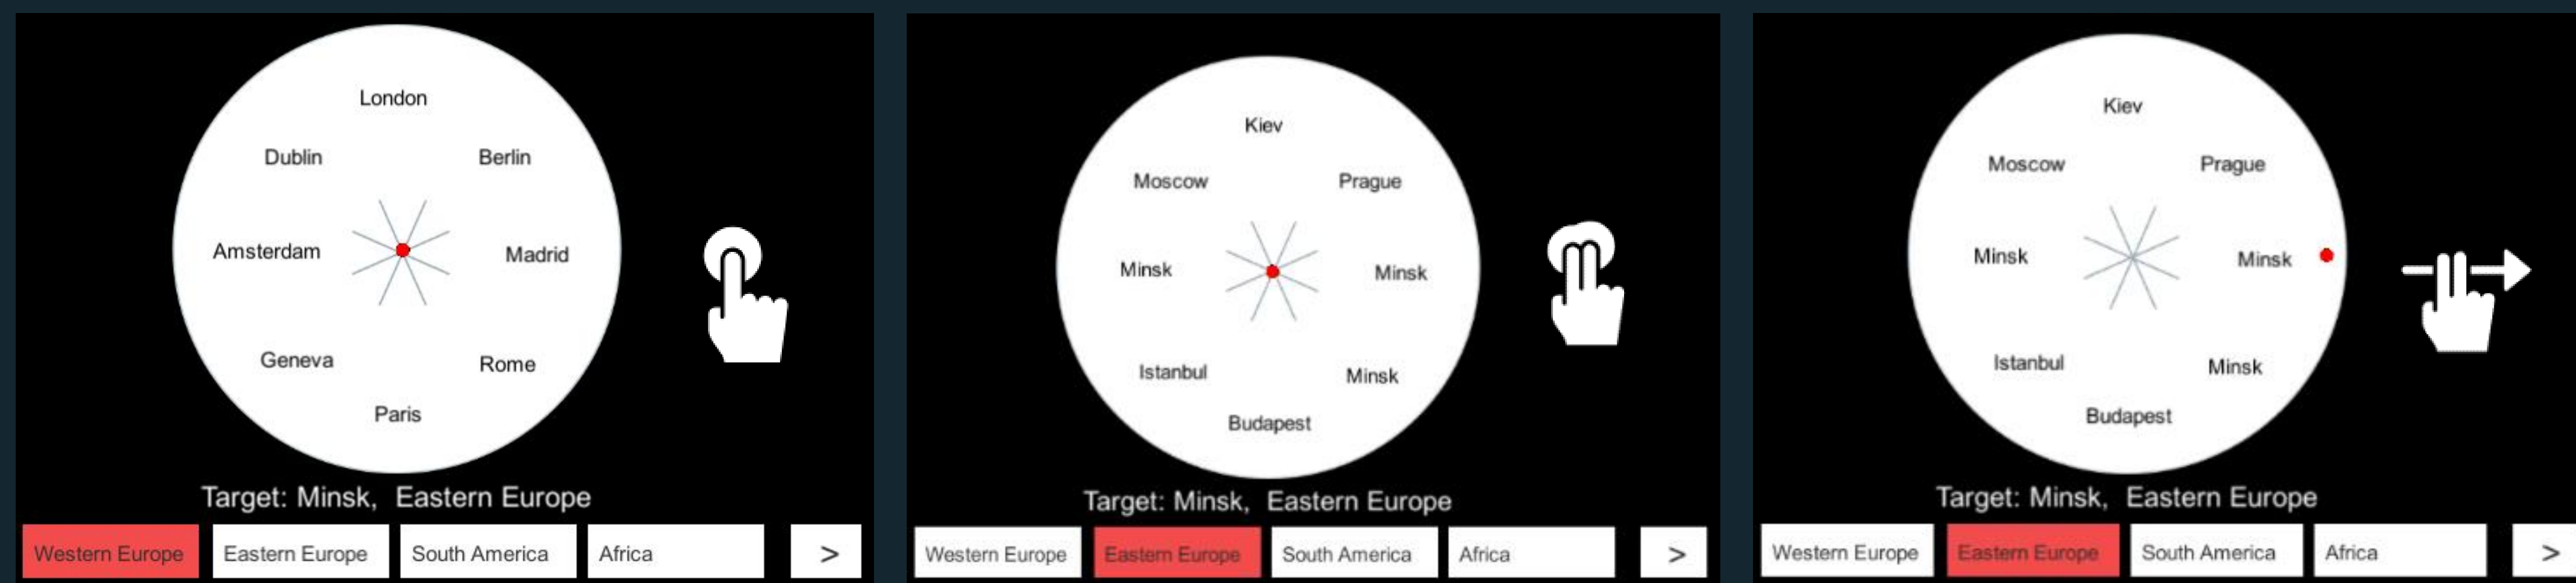 London
Dublin
Berlin
Amsterdam
Madrid
Geneva
Rome
Paris
Target: Minsk, Eastern Europe
Western Europe
Eastern Europe
South America
Africa
>
Kiev
Moscow
Prague
Minsk
Minsk
Istanbul
Minsk
Budapest
Target: Minsk, Eastern Europe
Western Europe
Eastern Europe
South America
Africa
>
Kiev
Moscow
Prague
Minsk
Minsk
Istanbul
Minsk
Budapest
Target: Minsk, Eastern Europe
Western Europe
Eastern Europe
South America
Africa
>